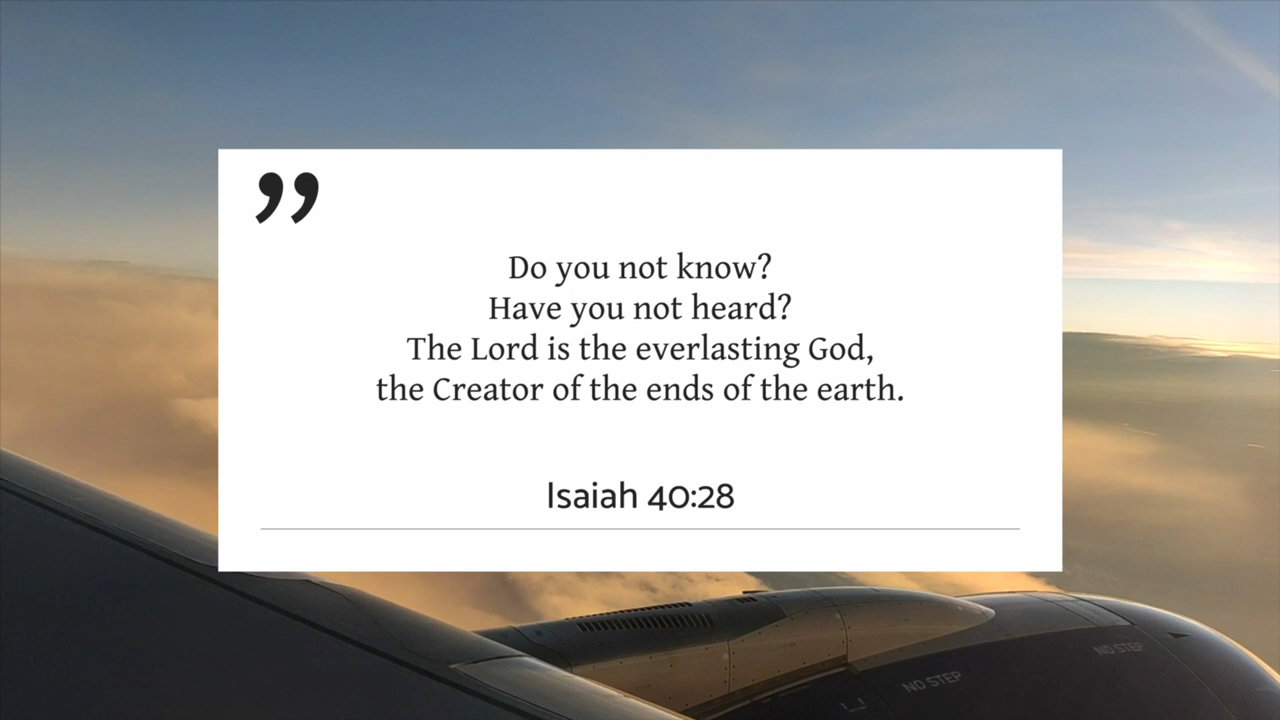 ”
Do you not know?
Have you not heard?
The Lord is the everlasting God,
the Creator of the ends of the earth.
Isaiah 40:28
NO STEP
NO STEP